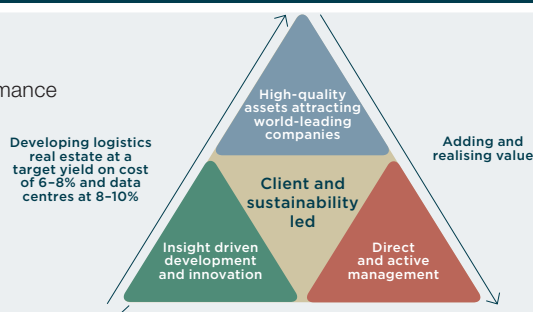 High-quality
assets attracting
world-leading
companies
Developing logistics
real estate at a
target yield on cost
of 6–8% and data
centres at 8–10%
Adding and
realising value
Client and
sustainability
led
Insight driven
development
and innovation
Direct
and active
management